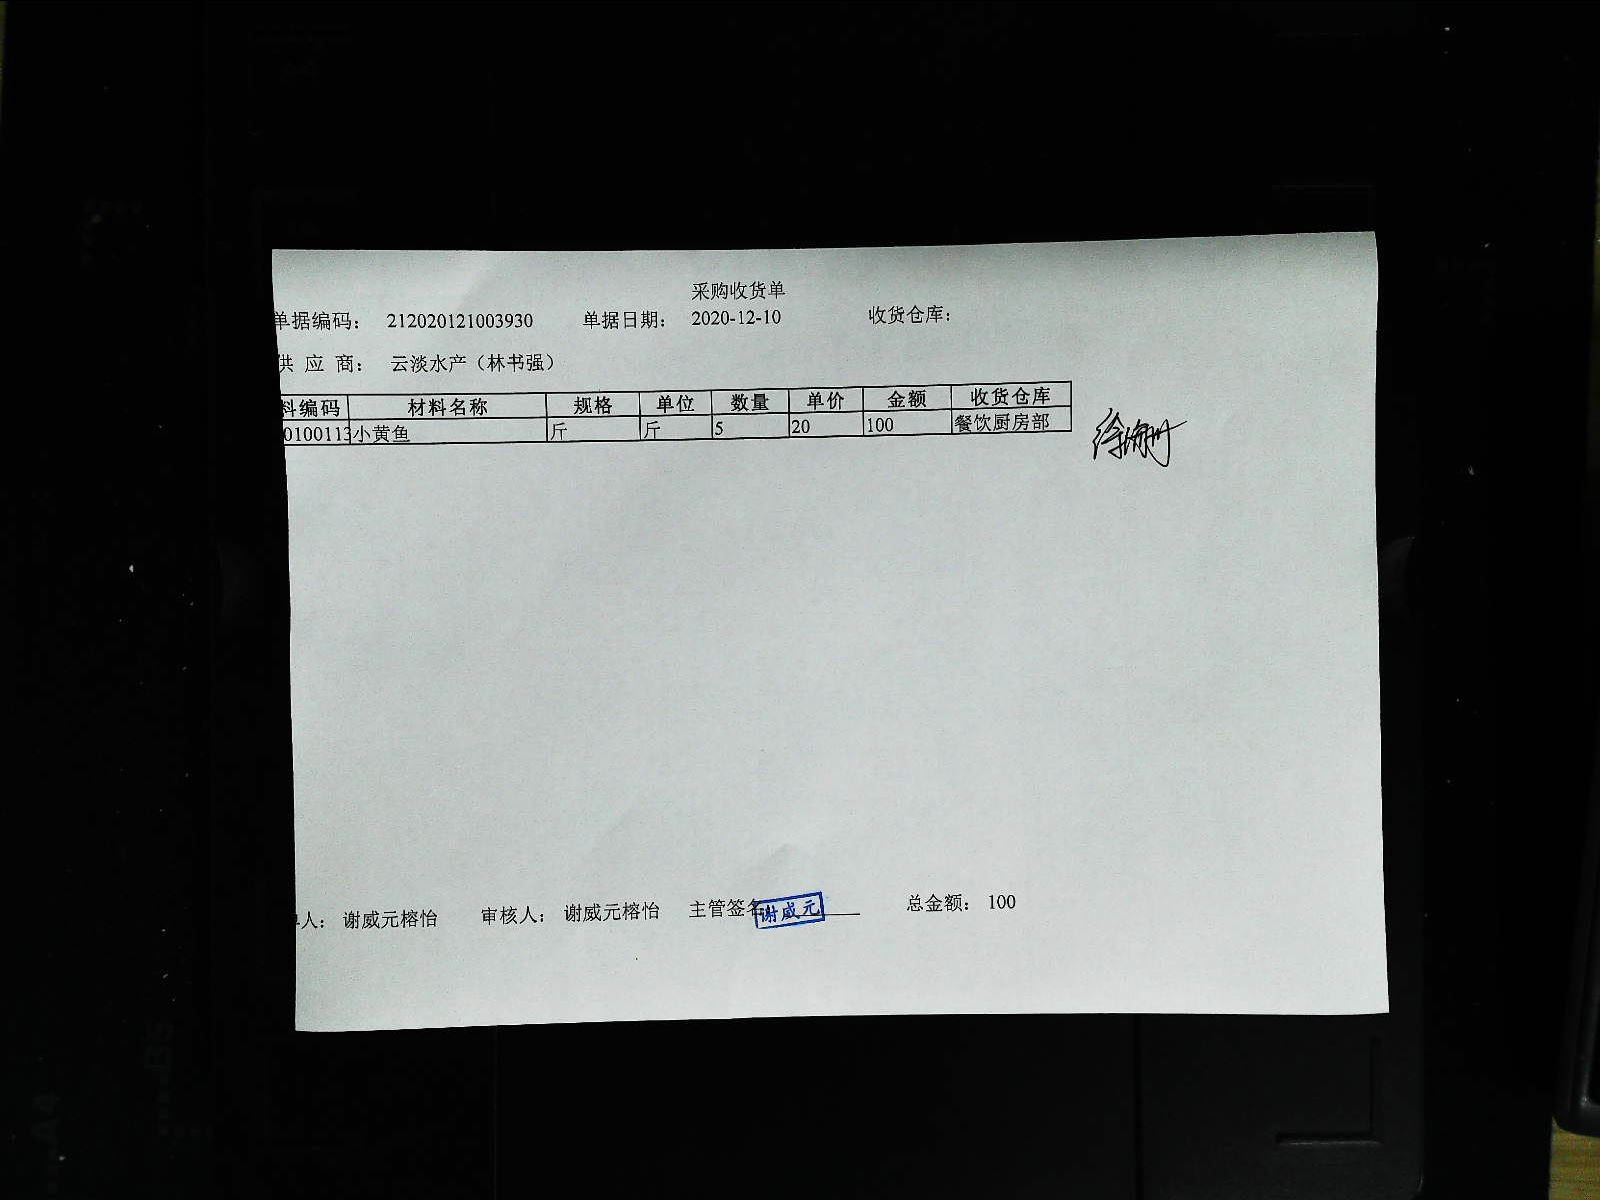 采购收货单
单据编码： 212020121003930 单据日期： 2020-12-10 收货仓库：
供 应 商： 云淡水产（林书强）
料编码 材料名称 规格 单位 数量 单价 金额 收货仓库
0100113 小黄鱼 斤 斤 5 20 100 餐饮厨房部
人： 谢威元榕怡 审核人： 谢威元榕怡 主管签名 谢威元 总金额： 100